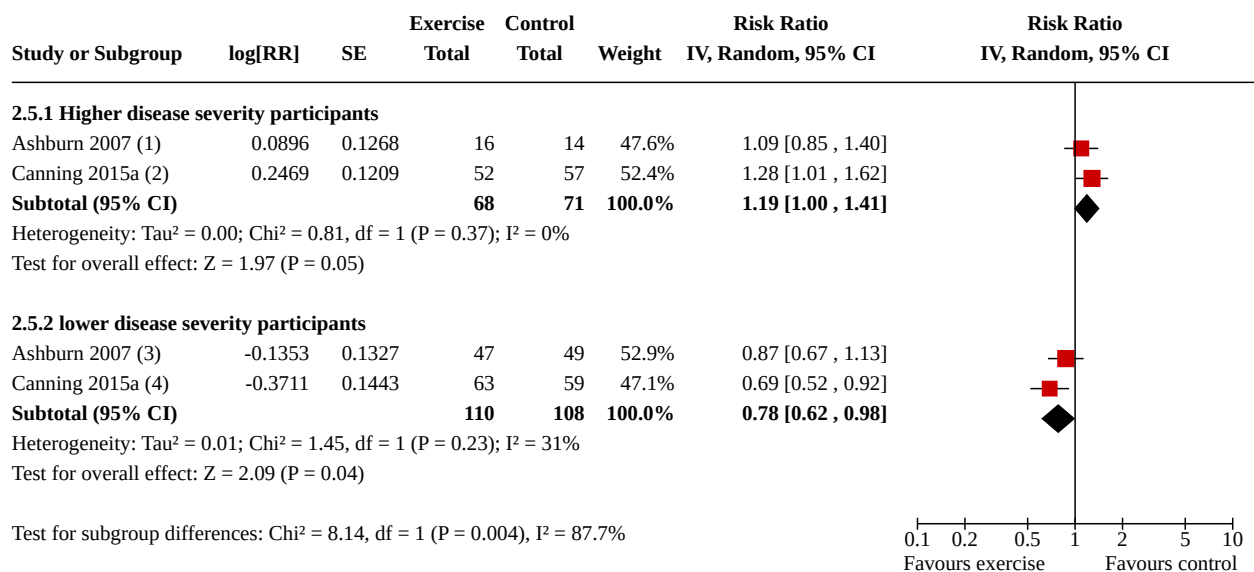 Exercise Control Risk Ratio Risk Ratio
Study or Subgroup log[RR] SE Total Total Weight IV, Random, 95% CI IV, Random, 95% CI
2.5.1 Higher disease severity participants
Ashburn 2007 (1) 0.0896 0.1268 16 14 47.6% 1.09 [0.85 , 1.40]
Canning 2015a (2) 0.2469 0.1209 52 57 52.4% 1.28 [1.01 , 1.62]
Subtotal (95% CI) 68 71 100.0% 1.19 [1.00 , 1.41]
Heterogeneity: Tau² = 0.00; Chi² = 0.81, df = 1 (P = 0.37); I² = 0%
Test for overall effect: Z = 1.97 (P = 0.05)
2.5.2 lower disease severity participants
Ashburn 2007 (3) -0.1353 0.1327 47 49 52.9% 0.87 [0.67 , 1.13]
Canning 2015a (4) -0.3711 0.1443 63 59 47.1% 0.69 [0.52 , 0.92]
Subtotal (95% CI) 110 108 100.0% 0.78 [0.62 , 0.98]
Heterogeneity: Tau² = 0.01; Chi² = 1.45, df = 1 (P = 0.23); I² = 31%
Test for overall effect: Z = 2.09 (P = 0.04)
Test for subgroup differences: Chi² = 8.14, df = 1 (P = 0.004), I² = 87.7%
0.1 0.2 0.5 1 2 5 10
Favours exercise Favours control